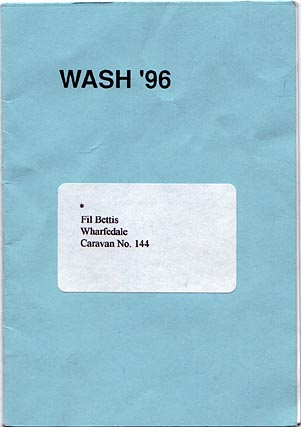 WASH '96
*
Fil Bettis
Wharfedale
Caravan No. 144